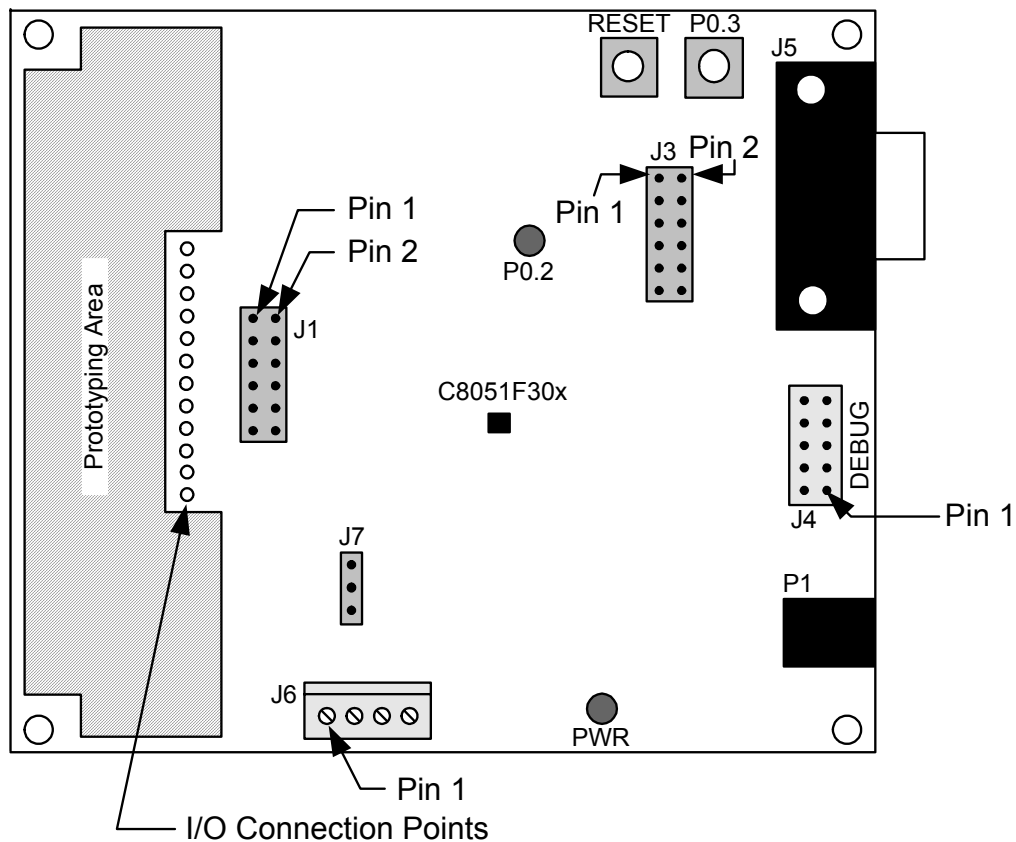 RESET
P0.3
J5
J3
Pin 2
Pin 1
Pin 1
Pin 2
P0.2
J1
Prototyping Area
C8051F30x
DEBUG
J4
Pin 1
J7
P1
J6
PWR
Pin 1
I/O Connection Points